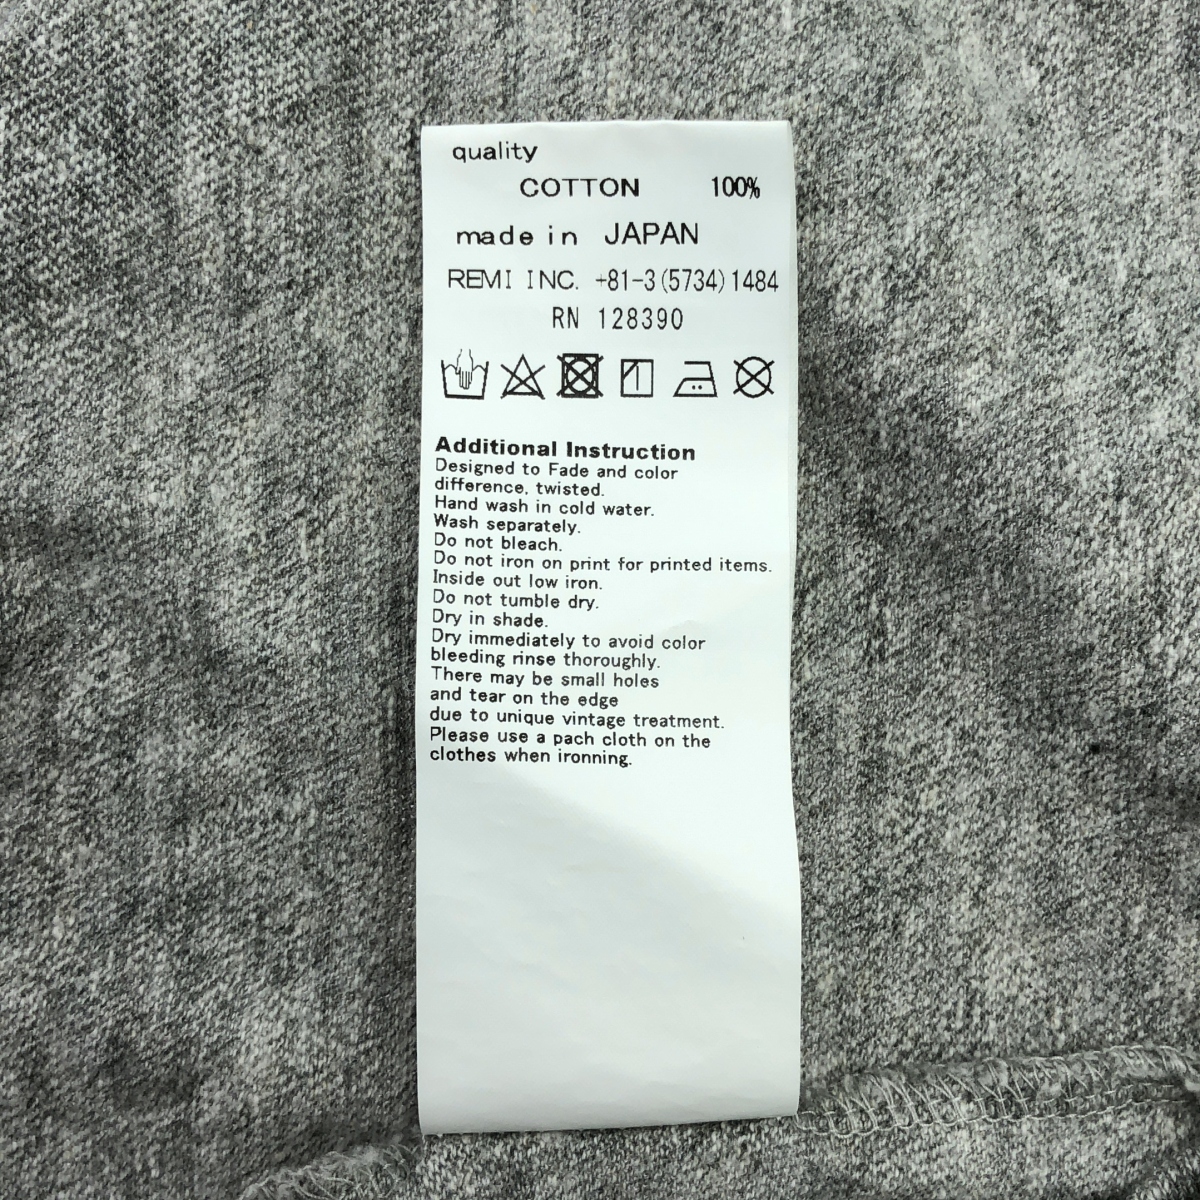 quality
COTTON 100%
made in JAPAN
REMI INC. +81-3(5734)1484
RN 128390
Additional Instruction
Designed to Fade and color
difference, twisted.
Hand wash in cold water.
Wash separately.
Do not bleach.
Do not iron on print for printed items.
Inside out low iron.
Do not tumble dry.
Dry in shade.
Dry immediately to avoid color
bleeding rinse thoroughly.
There may be small holes
and tear on the edge
due to unique vintage treatment.
Please use a pach cloth on the
clothes when ironning.